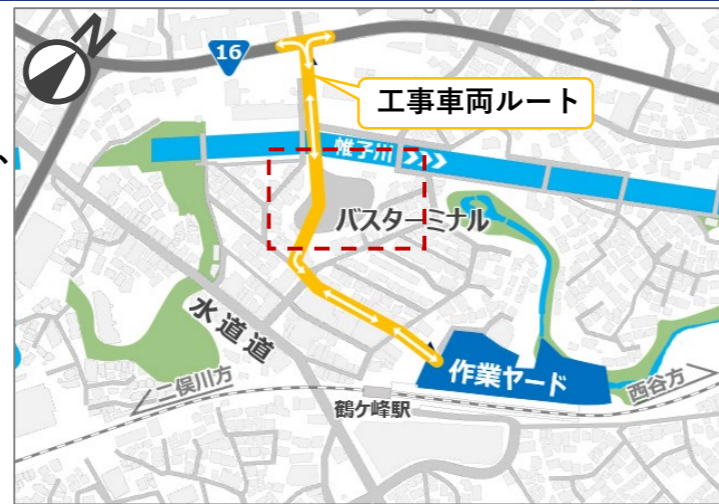 N
16
工事車両ルート
、
帷子川
バスターミナル
水道道
二俣川方
作業ヤード
西谷方
鶴ケ峰駅